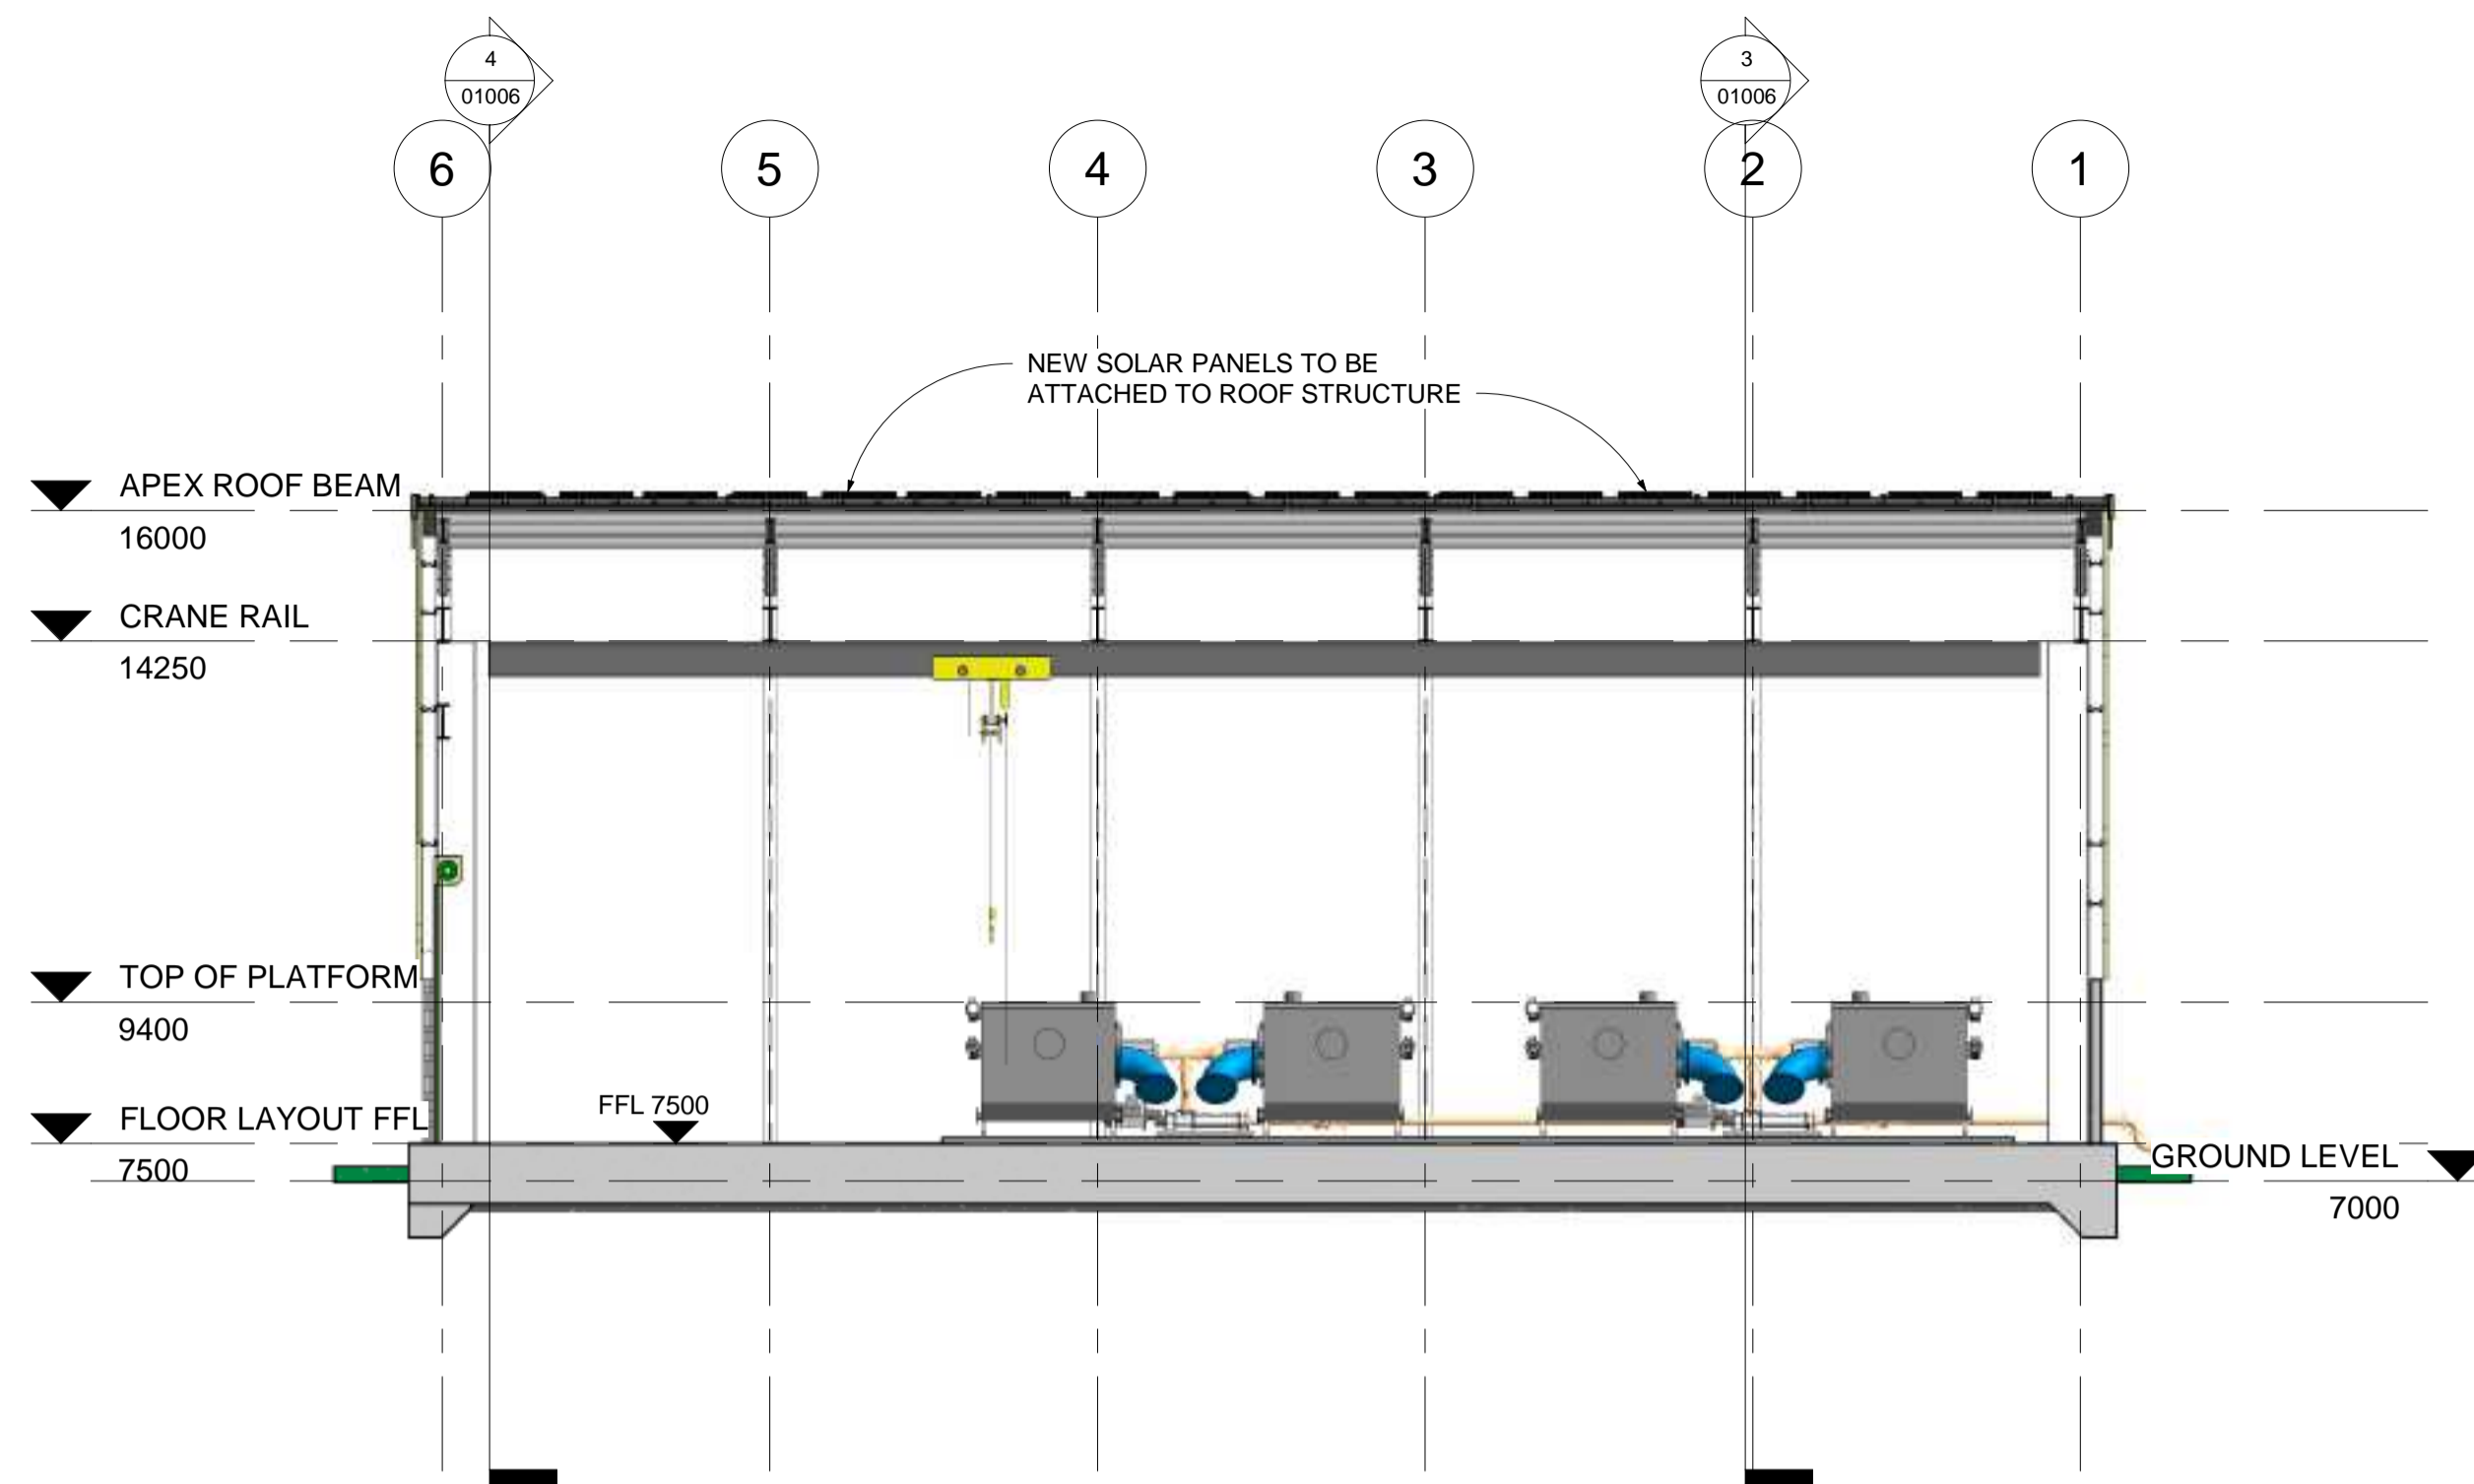 4
01006
3
01006
6
5
4
3
2
1
NEW SOLAR PANELS TO BE
ATTACHED TO ROOF STRUCTURE
APEX ROOF BEAM
16000
CRANE RAIL
14250
TOP OF PLATFORM
9400
FLOOR LAYOUT FFL
7500
FFL 7500
GROUND LEVEL
7000